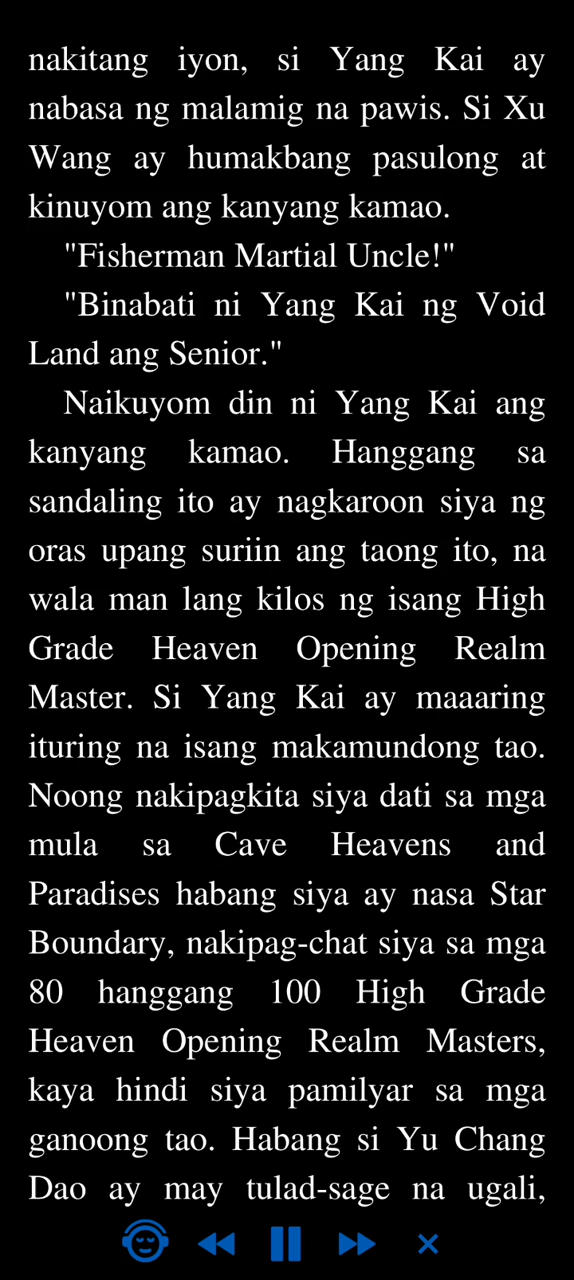 nakitang iyon, si Yang Kai ay
nabasa ng malamig na pawis. Si Xu
Wang ay humakbang pasulong at
kinuyom ang kanyang kamao.
"Fisherman Martial Uncle!"
"Binabati ni Yang Kai ng Void
Land ang Senior."
Naikuyom din ni Yang Kai ang
kanyang kamao. Hanggang sa
sandaling ito ay nagkaroon siya ng
oras upang suriin ang taong ito, na
wala man lang kilos ng isang High
Grade Heaven Opening Realm
Master. Si Yang Kai ay maaaring
ituring na isang makamundong tao.
Noong nakipagkita siya dati sa mga
mula sa Cave Heavens and
Paradises habang siya ay nasa Star
Boundary, nakipag-chat siya sa mga
80 hanggang 100 High Grade
Heaven Opening Realm Masters,
kaya hindi siya pamilyar sa mga
ganoong tao. Habang si Yu Chang
Dao ay may tulad-sage na ugali,